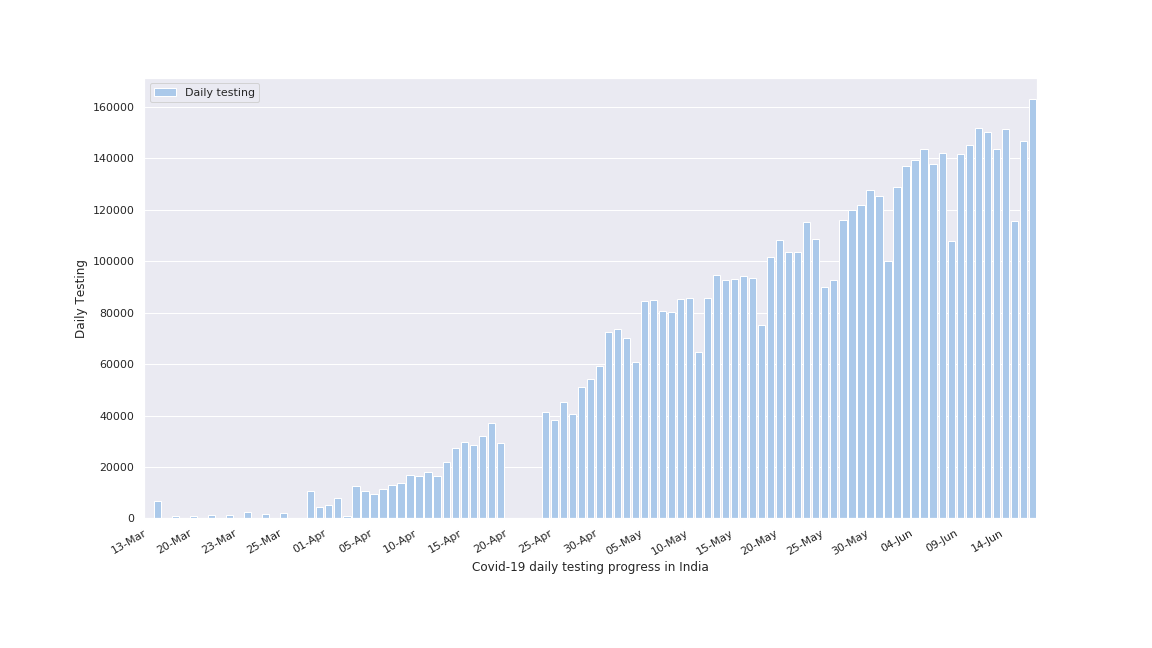 Daily testing
160000
140000
120000
100000
80000
60000
40000
20000
0
Daily Testing
13-Mar 20-Mar 23-Mar 25-Mar 01-Apr 05-Apr 10-Apr 15-Apr 20-Apr 25-Apr 30-Apr 05-May 10-May 15-May 20-May 25-May 30-May 04-Jun 09-Jun 14-Jun
Covid-19 daily testing progress in India